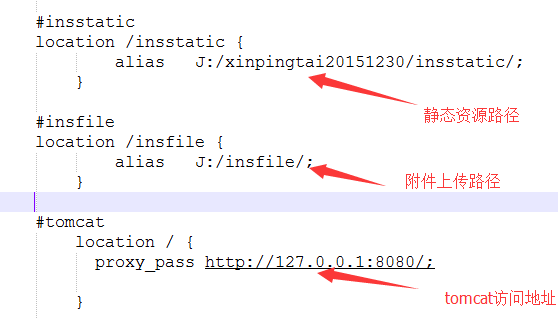 #insstatic
location /insstatic {
alias J:/xinpingtai20151230/insstatic/;
}
静态资源路径
#insfile
location /insfile {
alias J:/insfile/;
}
附件上传路径
#tomcat
location / {
proxy_pass http://127.0.0.1:8080/;
}
tomcat访问地址